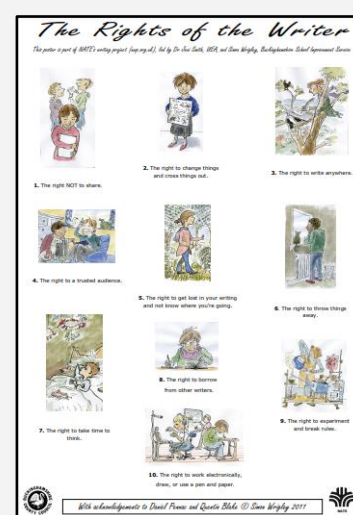 The Rights of the Writer
This poster is part of NATE's writing project (nwp.org.uk), led by Dr Jeni Smith, UEA, and Simon Wrigley, Buckinghamshire School Improvement Service
1. The right NOT to share.
2. The right to change things
and cross things out.
3. The right to write anywhere.
4. The right to a trusted audience.
5. The right to get lost in your writing
and not know where you're going.
6. The right to throw things
away.
7. The right to take time to
think.
8. The right to borrow
from other writers.
9. The right to experiment
and break rules.
10. The right to work electronically,
draw, or use a pen and paper.
With acknowledgements to Daniel Pennac and Quentin Blake © Simon Wrigley 2011
BUCKINGHAMSHIRE
COUNTY COUNCIL
NATE